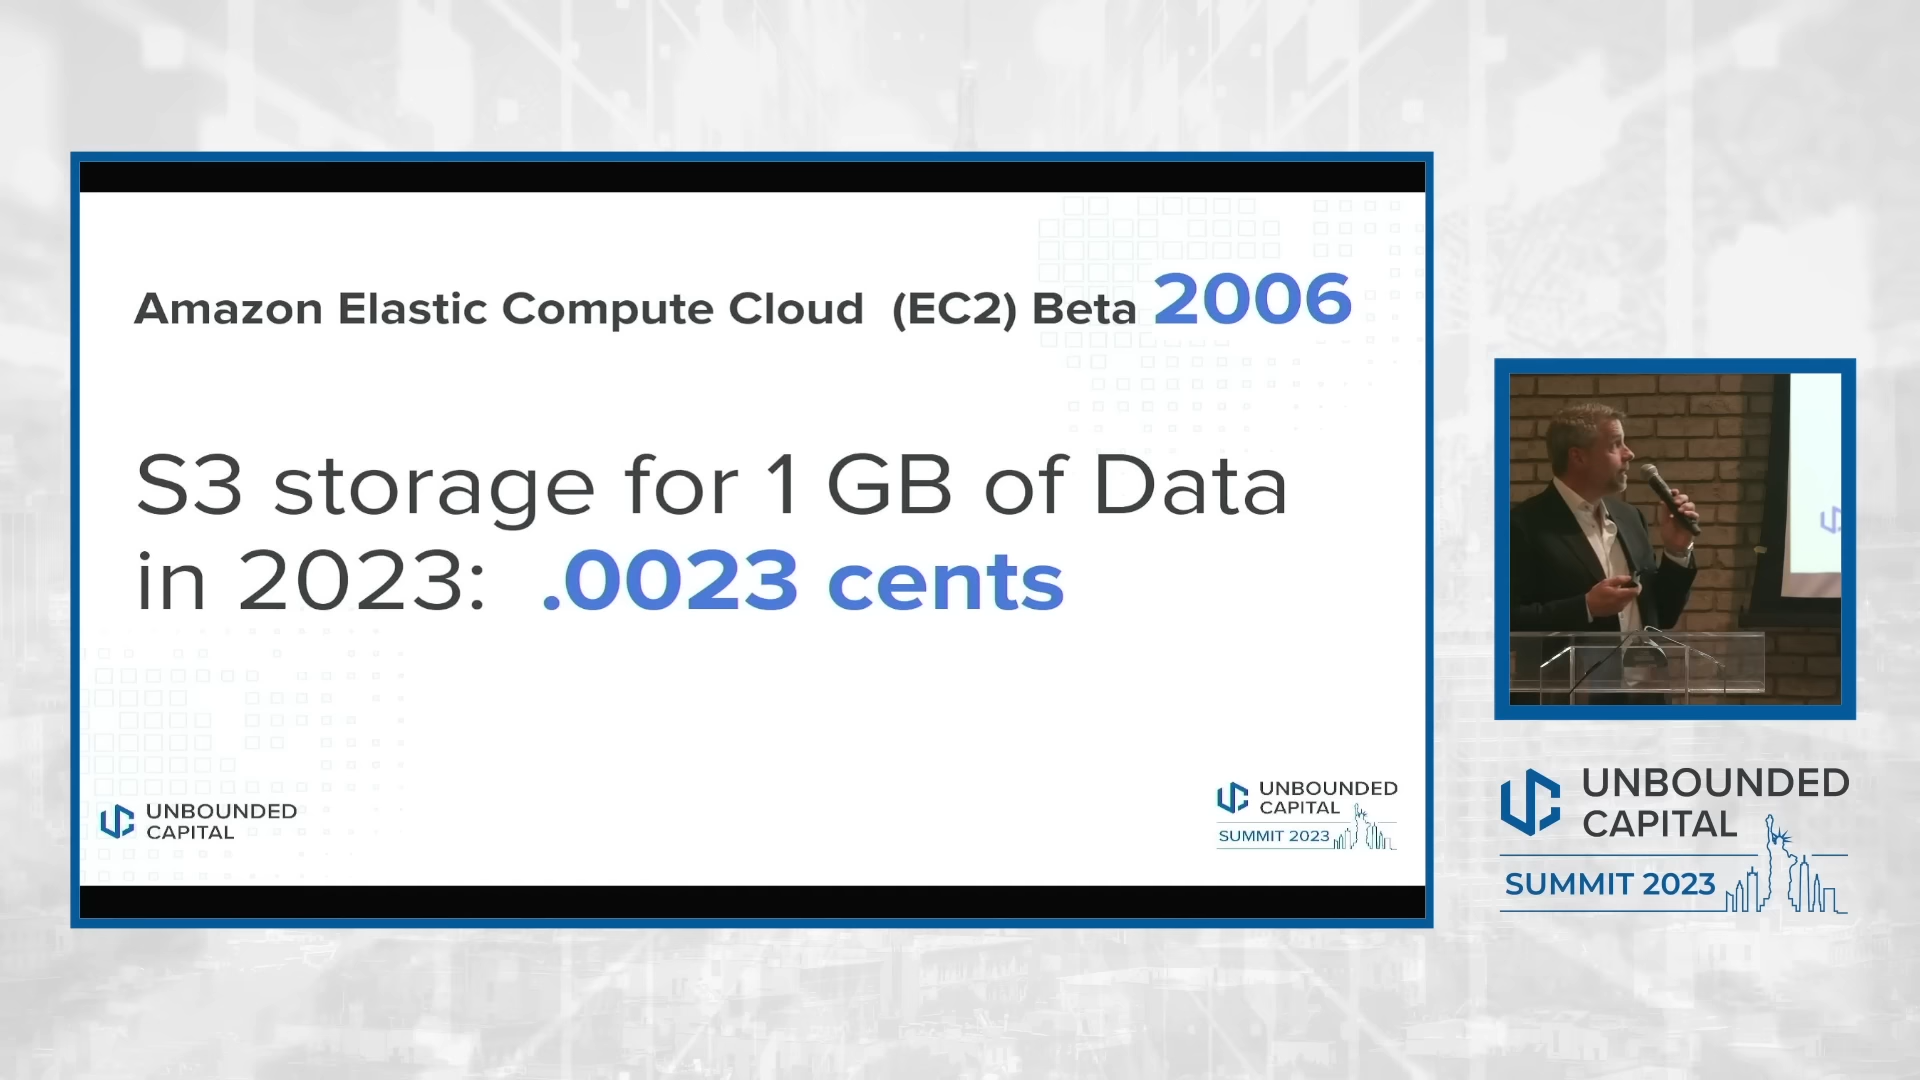 Amazon Elastic Compute Cloud (EC2) Beta 2006
S3 storage for 1 GB of Data
in 2023: .0023 cents
UNBOUNDED
CAPITAL
UNBOUNDED
CAPITAL
SUMMIT 2023
UNBOUNDED
CAPITAL
SUMMIT 2023